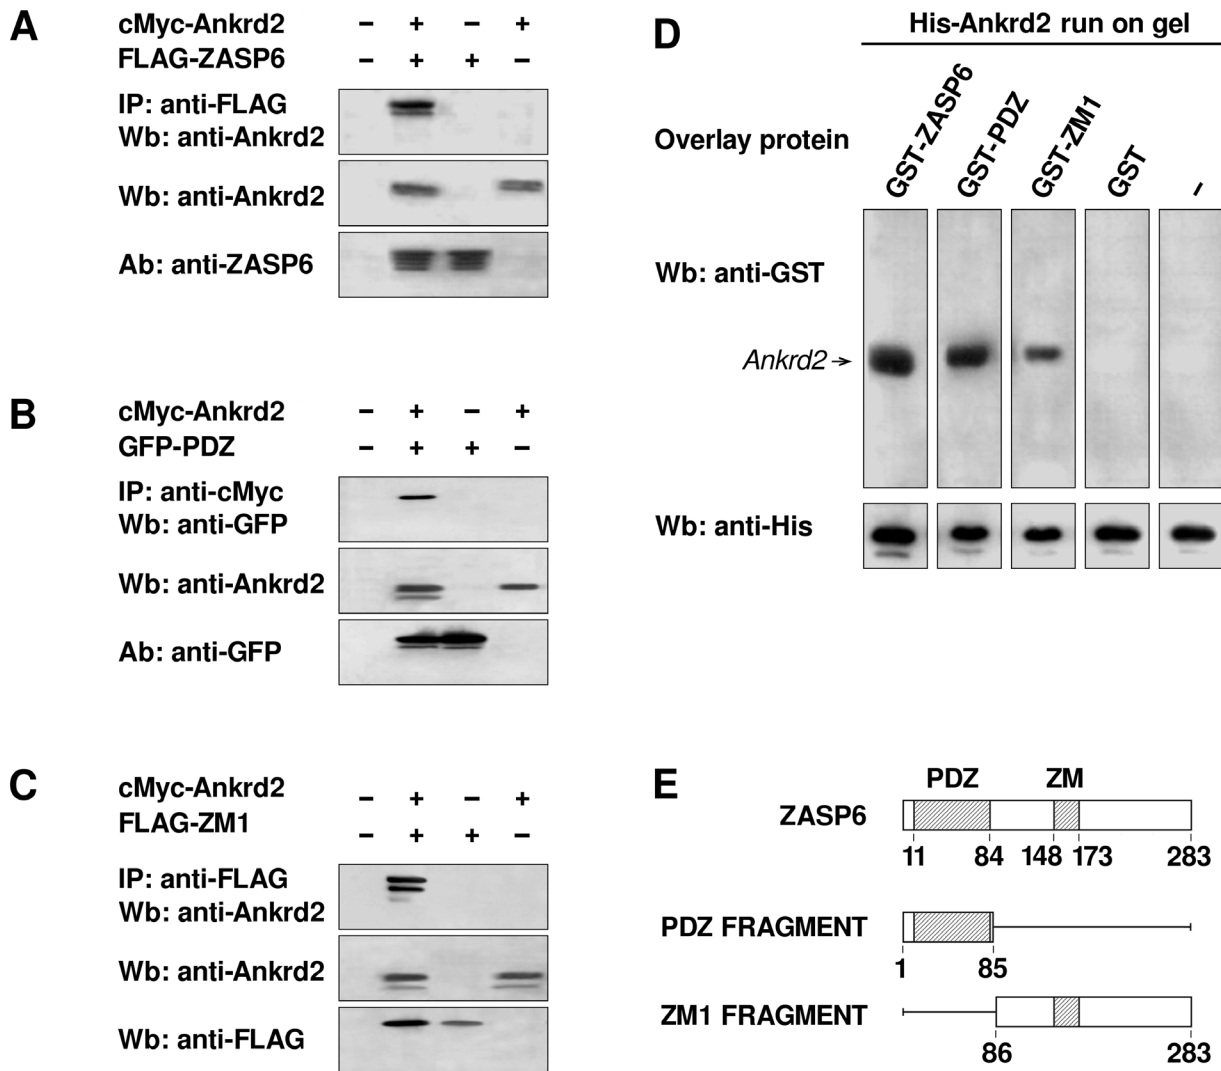 A
cMyc-Ankrd2 – + – +
FLAG-ZASP6 – + + –
IP: anti-FLAG
Wb: anti-Ankrd2
Wb: anti-Ankrd2
Ab: anti-ZASP6
B
cMyc-Ankrd2 – + – +
GFP-PDZ – + + –
IP: anti-cMyc
Wb: anti-GFP
Wb: anti-Ankrd2
Ab: anti-GFP
C
cMyc-Ankrd2 – + – +
FLAG-ZM1 – + + –
IP: anti-FLAG
Wb: anti-Ankrd2
Wb: anti-Ankrd2
Wb: anti-FLAG
D
His-Ankrd2 run on gel
Overlay protein GST-ZASP6 GST-PDZ GST-ZM1 GST –
Wb: anti-GST
Ankrd2 →
Wb: anti-His
E
PDZ ZM
ZASP6
11 84 148 173 283
PDZ FRAGMENT
1 85
ZM1 FRAGMENT
86 283